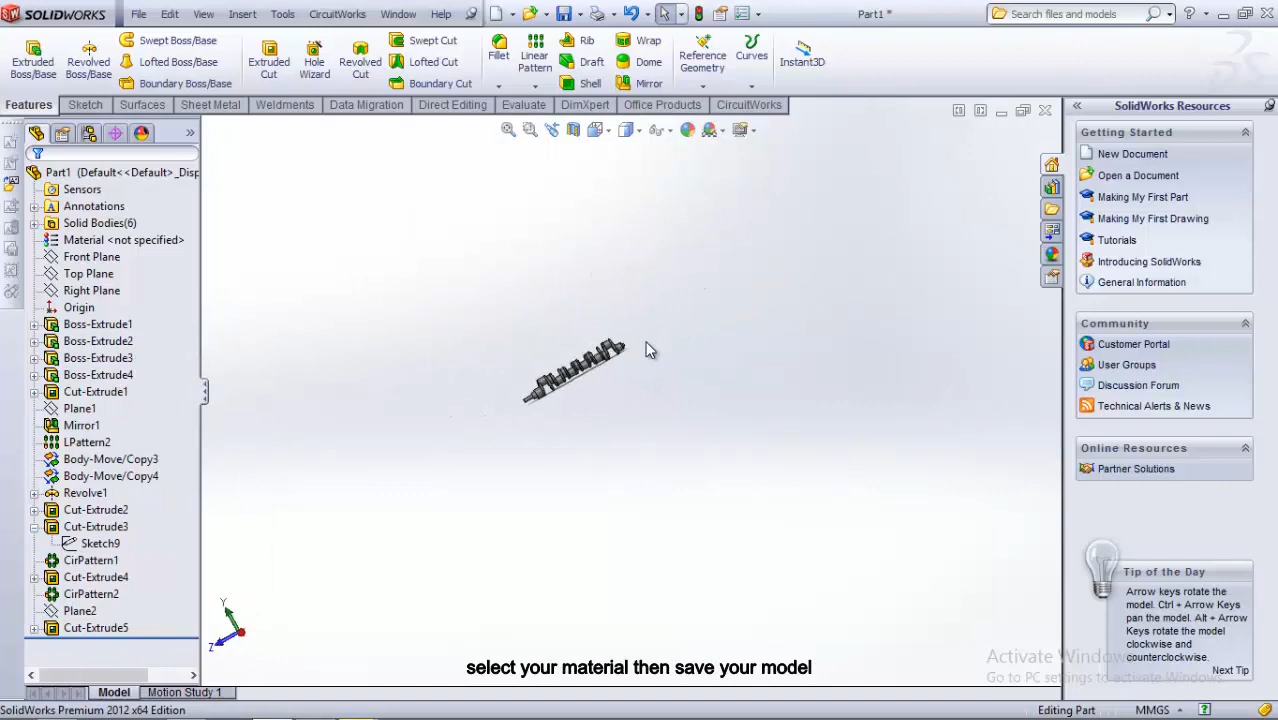 SOLIDWORKS File Edit View Insert Tools CircuitWorks Window Help Part1 * Search files and models
Extruded Boss/Base
Revolved Boss/Base
Swept Boss/Base
Lofted Boss/Base
Boundary Boss/Base
Extruded Cut
Hole Wizard
Revolved Cut
Swept Cut
Lofted Cut
Boundary Cut
Fillet
Linear Pattern
Rib
Draft
Shell
Wrap
Dome
Mirror
Reference Geometry
Curves
Instant3D
Features Sketch Surfaces Sheet Metal Weldments Data Migration Direct Editing Evaluate DimXpert Office Products CircuitWorks
Part1 (Default<<Default>_Disp
Sensors
Annotations
Solid Bodies(6)
Material <not specified>
Front Plane
Top Plane
Right Plane
Origin
Boss-Extrude1
Boss-Extrude2
Boss-Extrude3
Boss-Extrude4
Cut-Extrude1
Plane1
Mirror1
LPattern2
Body-Move/Copy3
Body-Move/Copy4
Revolve1
Cut-Extrude2
Cut-Extrude3
Sketch9
CirPattern1
Cut-Extrude4
CirPattern2
Plane2
Cut-Extrude5
Y
Z
SolidWorks Resources
Getting Started
New Document
Open a Document
Making My First Part
Making My First Drawing
Tutorials
Introducing SolidWorks
General Information
Community
Customer Portal
User Groups
Discussion Forum
Technical Alerts & News
Online Resources
Partner Solutions
Tip of the Day
Arrow keys rotate the
model. Ctrl + Arrow Keys
pan the model. Alt + Arrow
Keys rotate the model
clockwise and
counterclockwise.
Next Tip
Activate Windows
Go to PC settings to activate Windows.
select your material then save your model
Model Motion Study 1
SolidWorks Premium 2012 x64 Edition Editing Part MMGS